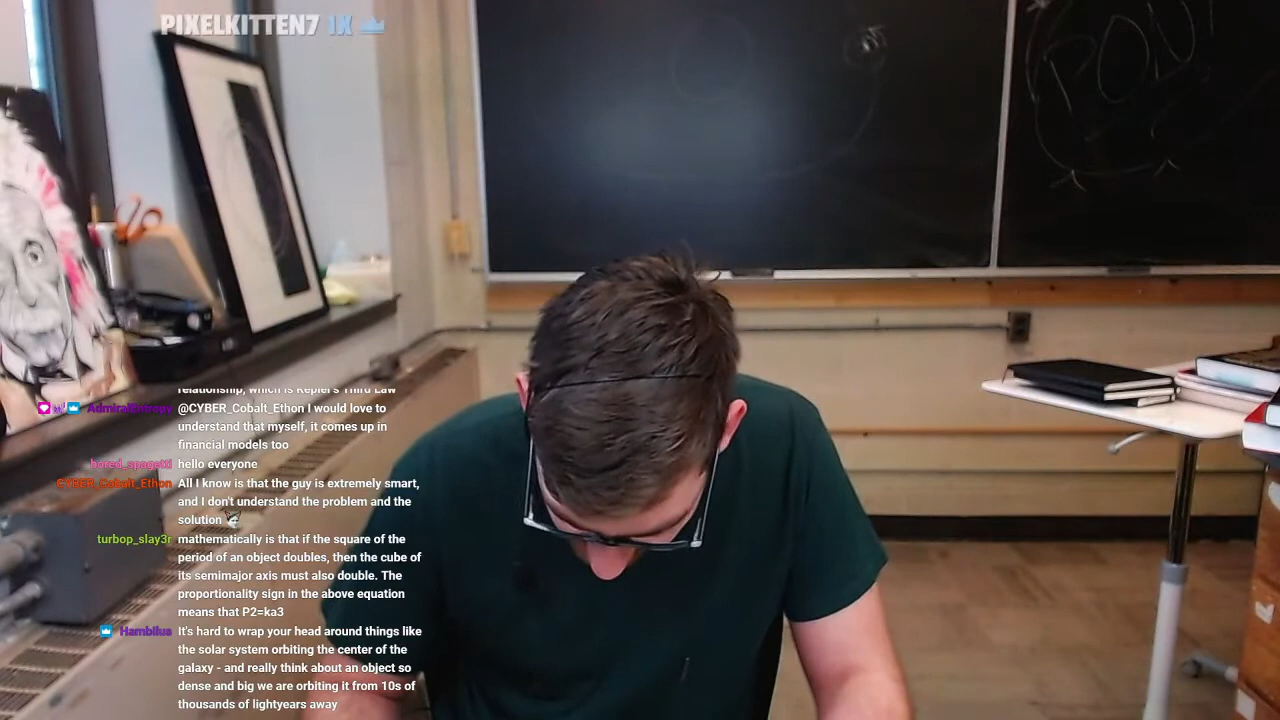 PIXELKITTEN7 1X
PON
relationship, which is Kepler's Third Law
AdmiralEntropy @CYBER_Cobalt_Ethon I would love to
understand that myself, it comes up in
financial models too
bored_spagetti hello everyone
CYBER_Cobalt_Ethon All I know is that the guy is extremely smart,
and I don't understand the problem and the
solution
turbop_slay3r mathematically is that if the square of the
period of an object doubles, then the cube of
its semimajor axis must also double. The
proportionality sign in the above equation
means that P2=ka3
Hambllua It's hard to wrap your head around things like
the solar system orbiting the center of the
galaxy - and really think about an object so
dense and big we are orbiting it from 10s of
thousands of lightyears away